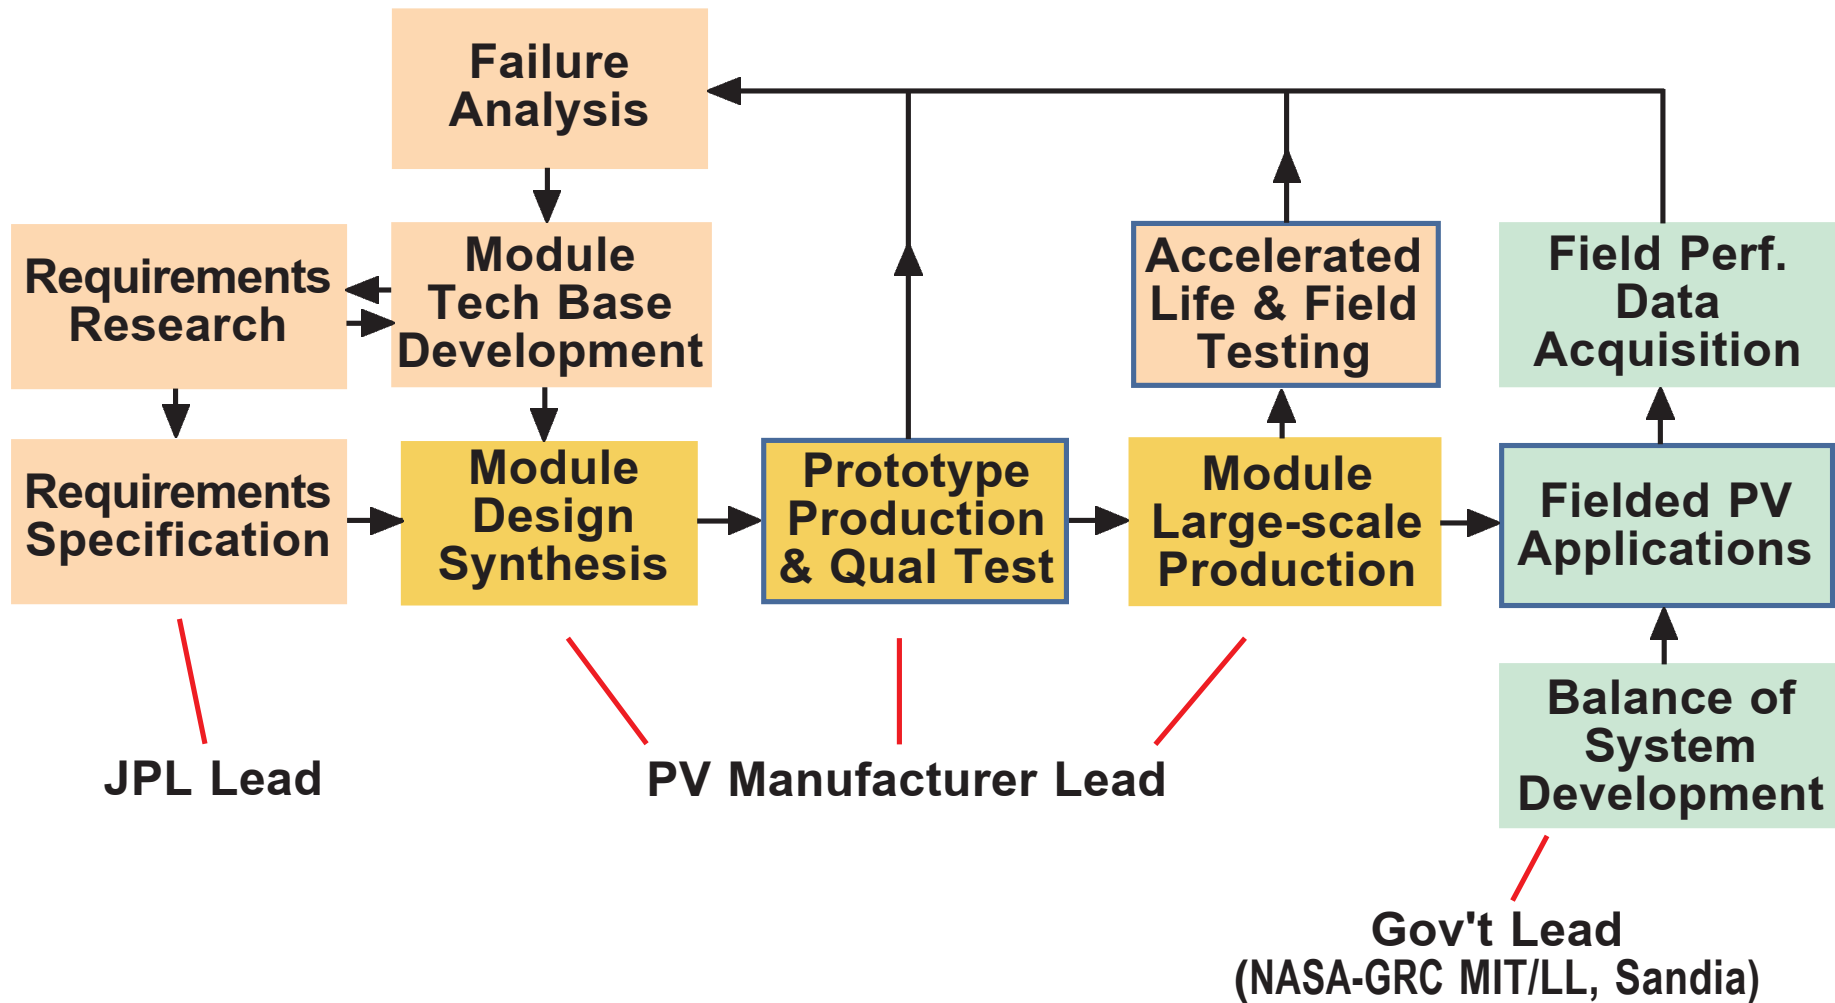 Failure
Analysis
Requirements
Research
Module
Tech Base
Development
Accelerated
Life & Field
Testing
Field Perf.
Data
Acquisition
Requirements
Specification
Module
Design
Synthesis
Prototype
Production
& Qual Test
Module
Large-scale
Production
Fielded PV
Applications
Balance of
System
Development
JPL Lead
PV Manufacturer Lead
Gov't Lead
(NASA-GRC MIT/LL, Sandia)